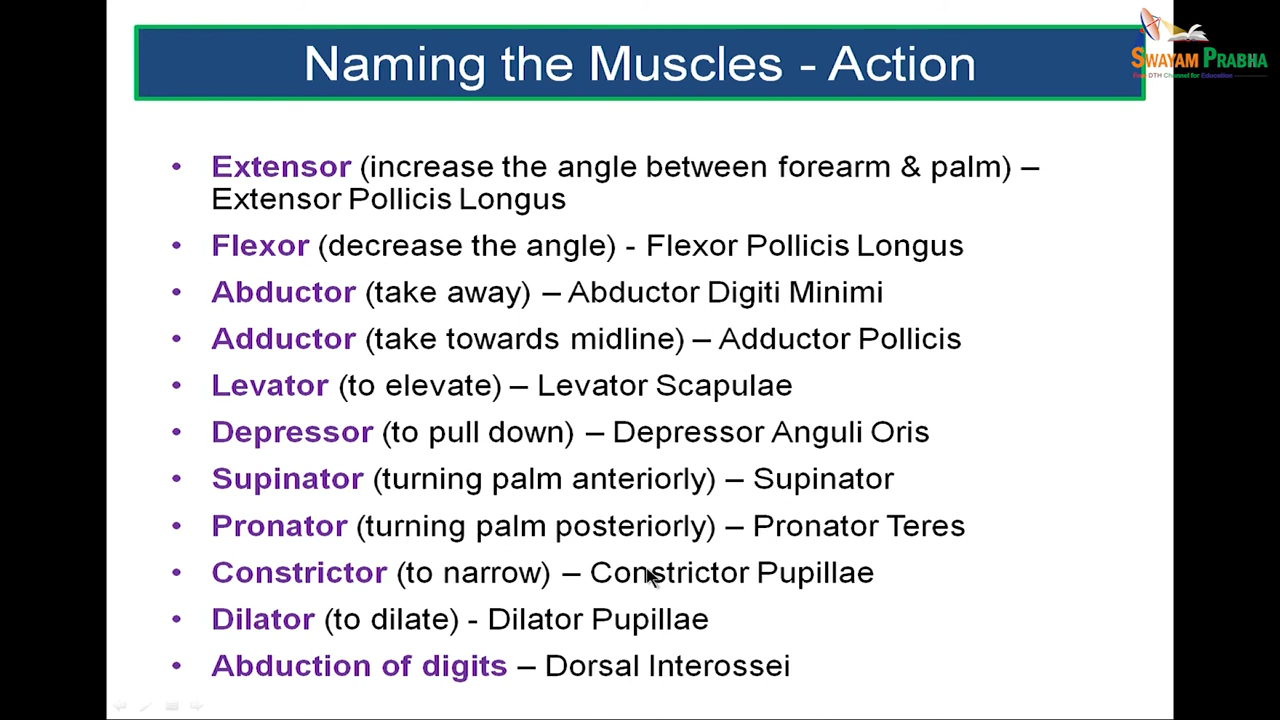 Naming the Muscles - Action
SWAYAM PRABHA
Free DTH Channel for Education
• Extensor (increase the angle between forearm & palm) –
Extensor Pollicis Longus
• Flexor (decrease the angle) - Flexor Pollicis Longus
• Abductor (take away) – Abductor Digiti Minimi
• Adductor (take towards midline) – Adductor Pollicis
• Levator (to elevate) – Levator Scapulae
• Depressor (to pull down) – Depressor Anguli Oris
• Supinator (turning palm anteriorly) – Supinator
• Pronator (turning palm posteriorly) – Pronator Teres
• Constrictor (to narrow) – Constrictor Pupillae
• Dilator (to dilate) - Dilator Pupillae
• Abduction of digits – Dorsal Interossei